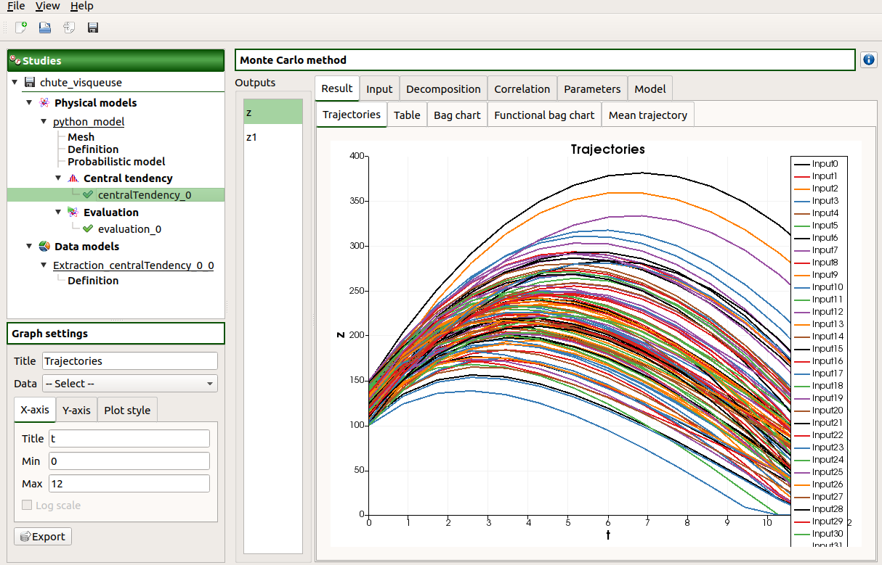 File View Help
Studies
chute_visqueuse
Physical models
python_model
Mesh
Definition
Probabilistic model
Central tendency
centralTendency_0
Evaluation
evaluation_0
Data models
Extraction_centralTendency_0_0
Definition
Graph settings
Title Trajectories
Data -- Select --
X-axis Y-axis Plot style
Title t
Min 0
Max 12
Log scale
Export
Monte Carlo method
Outputs
z
z1
Result Input Decomposition Correlation Parameters Model
Trajectories Table Bag chart Functional bag chart Mean trajectory
Trajectories
400
350
300
250
200
150
100
50
0
z
0 1 2 3 4 5 6 7 8 9 10 2
t
Input0
Input1
Input2
Input3
Input4
Input5
Input6
Input7
Input8
Input9
Input10
Input11
Input12
Input13
Input14
Input15
Input16
Input17
Input18
Input19
Input20
Input21
Input22
Input23
Input24
Input25
Input26
Input27
Input28
Input29
Input30
Input31